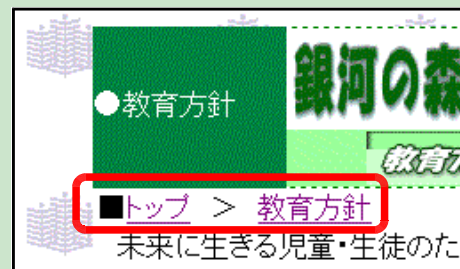 ●教育方針
銀河の森
教育方
■トップ ＞ 教育方針
未来に生きる児童・生徒のた